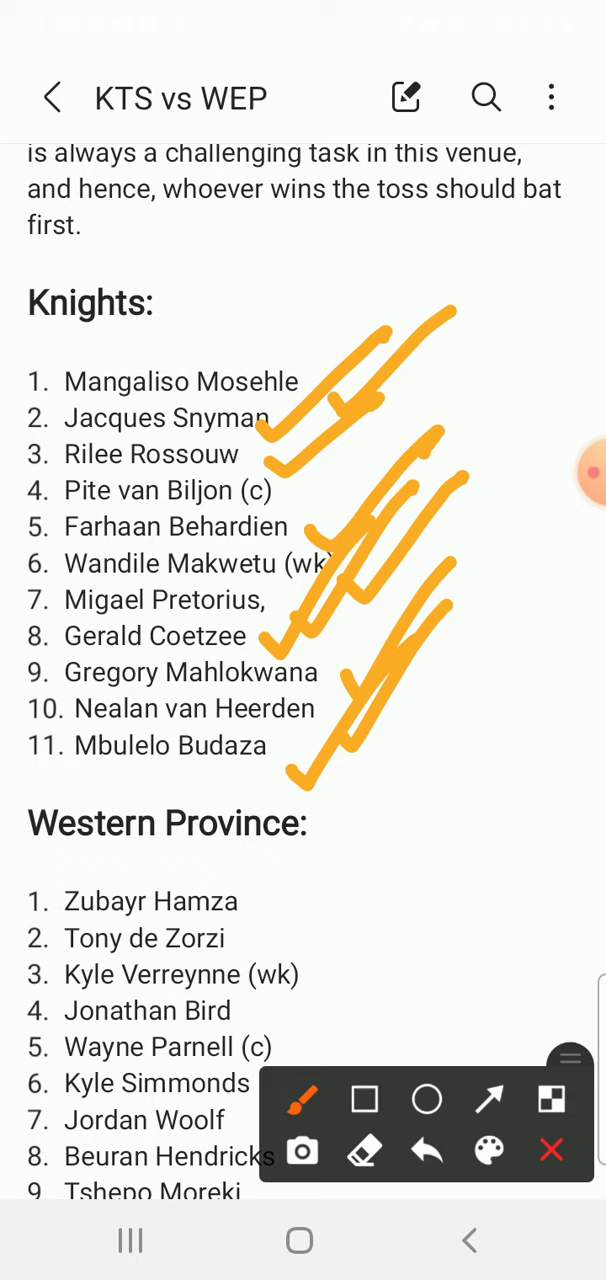 KTS vs WEP
is always a challenging task in this venue,
and hence, whoever wins the toss should bat
first.
Knights:
1. Mangaliso Mosehle
2. Jacques Snyman
3. Rilee Rossouw
4. Pite van Biljon (c)
5. Farhaan Behardien
6. Wandile Makwetu (wk)
7. Migael Pretorius,
8. Gerald Coetzee
9. Gregory Mahlokwana
10. Nealan van Heerden
11. Mbulelo Budaza
Western Province:
1. Zubayr Hamza
2. Tony de Zorzi
3. Kyle Verreynne (wk)
4. Jonathan Bird
5. Wayne Parnell (c)
6. Kyle Simmonds
7. Jordan Woolf
8. Beuran Hendricks
9. Tshepo Moreki